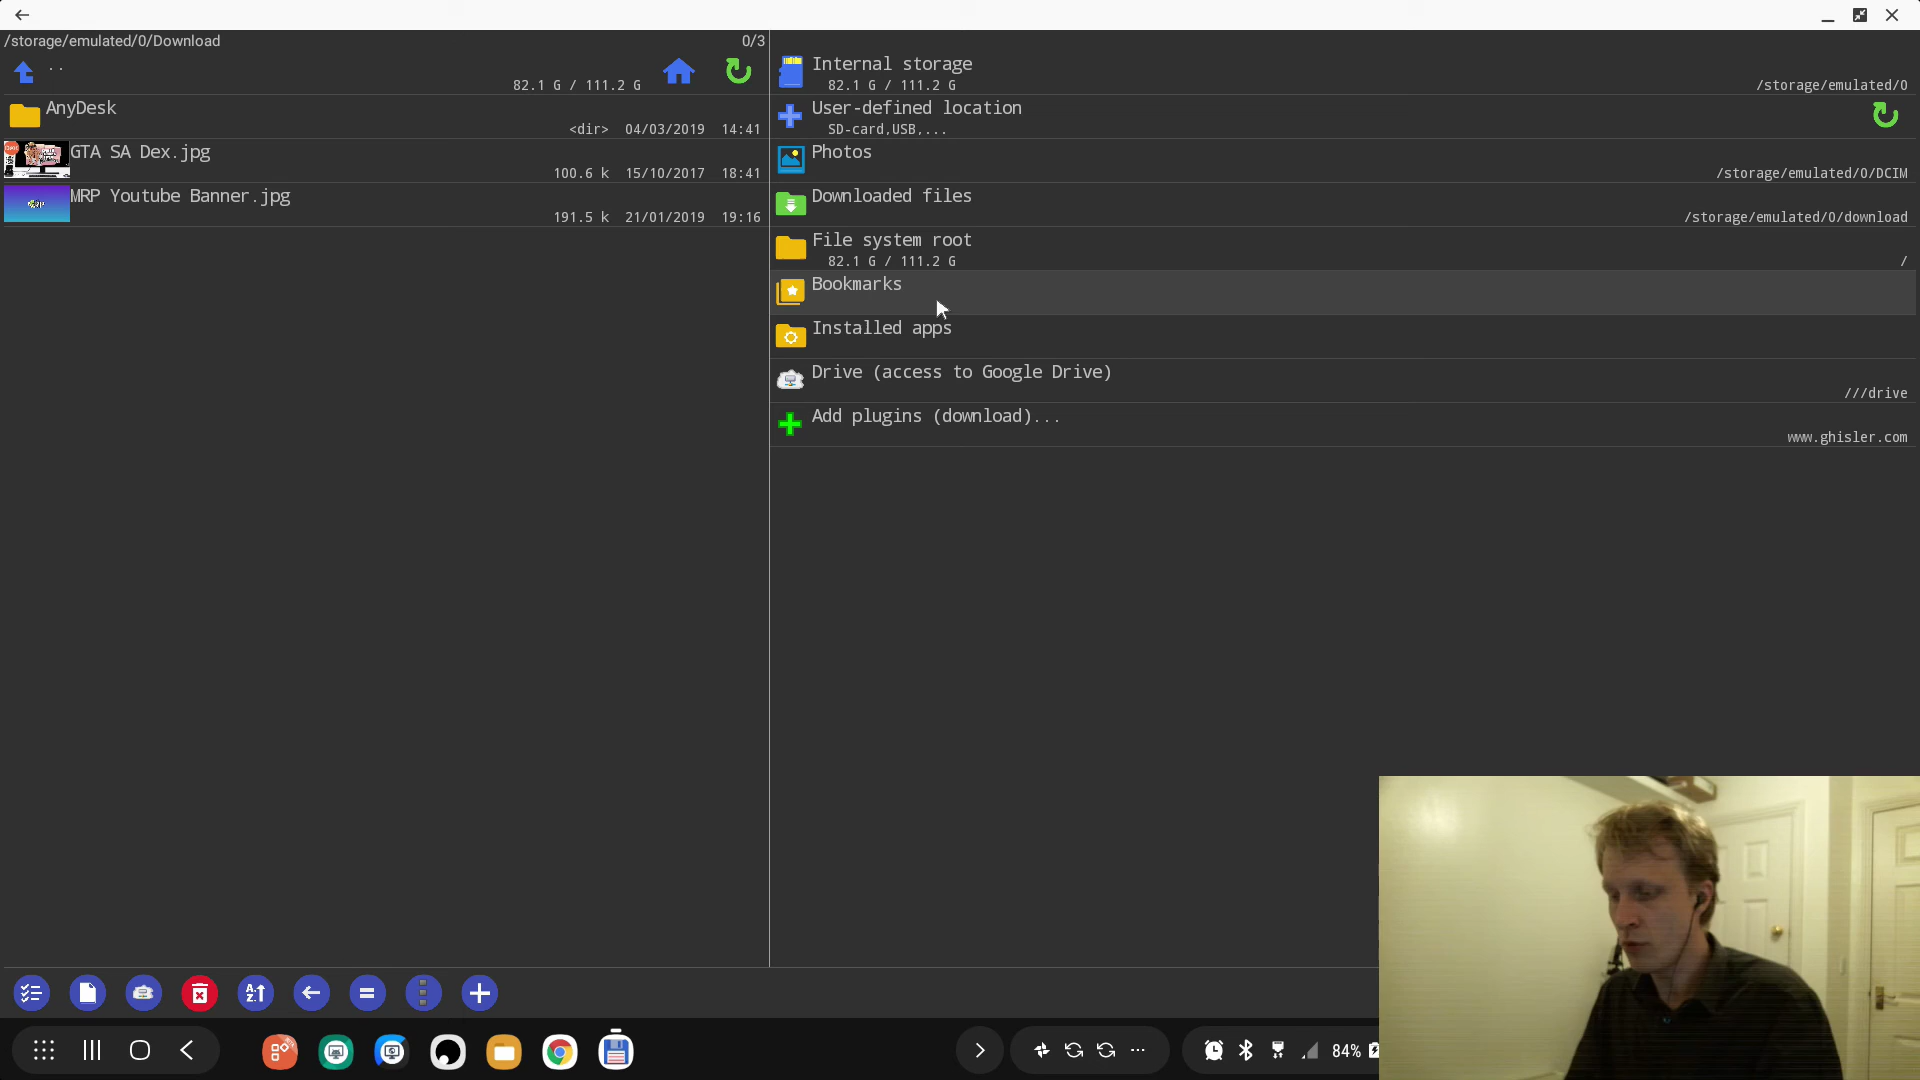 /storage/emulated/0/Download 0/3
..
82.1 G / 111.2 G
AnyDesk
<dir> 04/03/2019 14:41
GTA SA Dex.jpg
100.6 k 15/10/2017 18:41
MRP Youtube Banner.jpg
191.5 k 21/01/2019 19:16
Internal storage
82.1 G / 111.2 G /storage/emulated/0
User-defined location
SD-card,USB,...
Photos
/storage/emulated/0/DCIM
Downloaded files
/storage/emulated/0/download
File system root
82.1 G / 111.2 G /
Bookmarks
Installed apps
Drive (access to Google Drive)
///drive
Add plugins (download)...
www.ghisler.com
84%